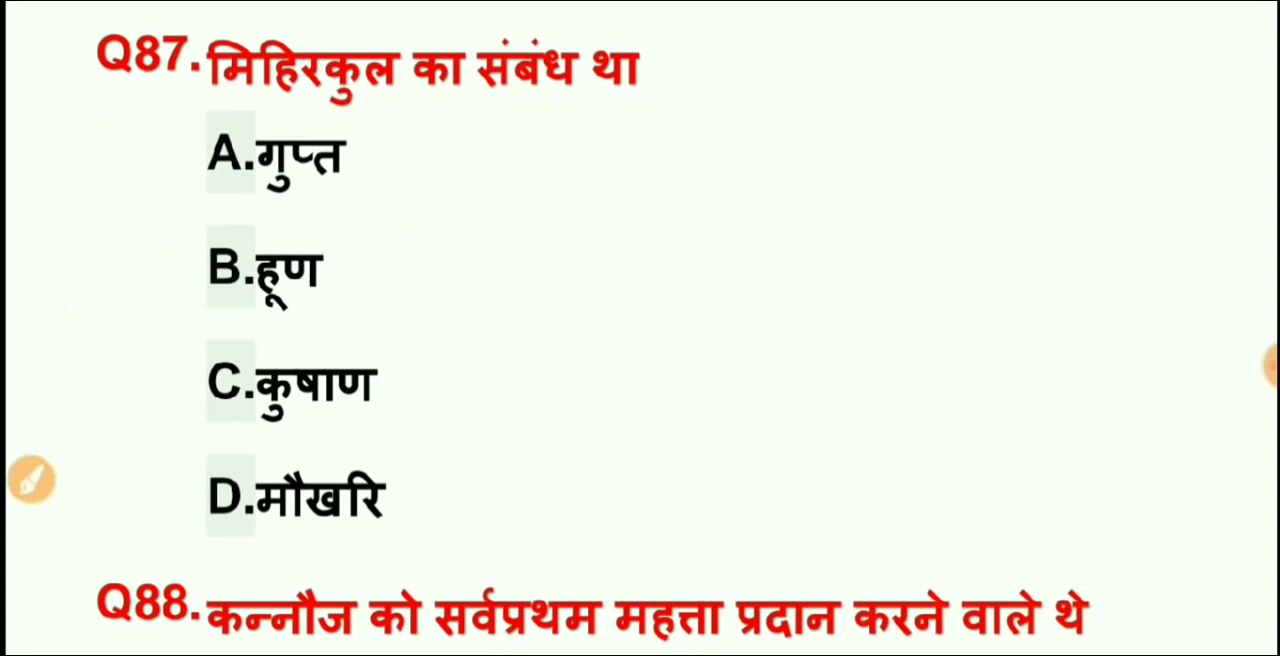 Q87.मिहिरकुल का संबंध था
A.गुप्त
B.हूण
C.कुषाण
D.मौखरि
Q88.कन्नौज को सर्वप्रथम महत्ता प्रदान करने वाले थे